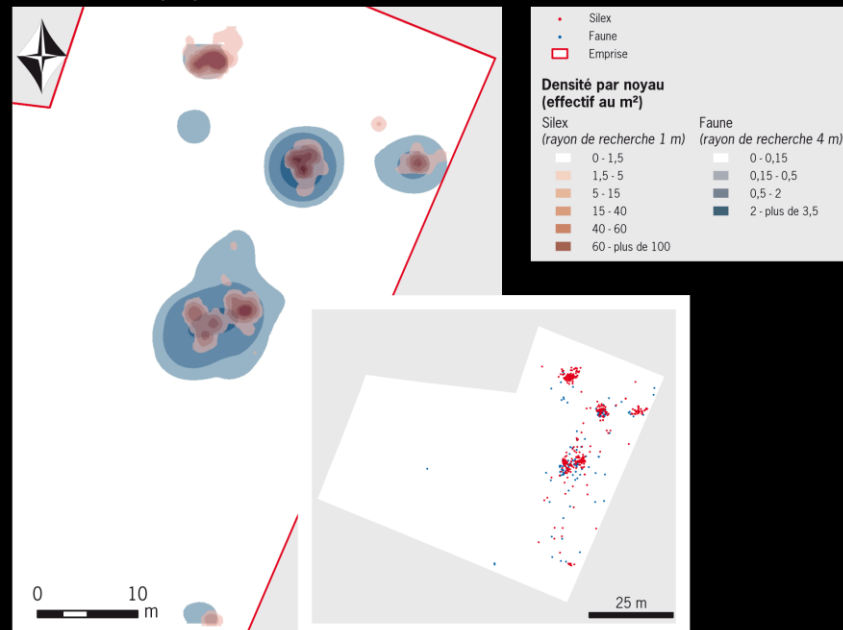 Silex
Faune
Emprise
Densité par noyau
(effectif au m²)
Silex
(rayon de recherche 1 m)
0 - 1,5
1,5 - 5
5 - 15
15 - 40
40 - 60
60 - plus de 100
Faune
(rayon de recherche 4 m)
0 - 0,15
0,15 - 0,5
0,5 - 2
2 - plus de 3,5
0 10
m
25 m